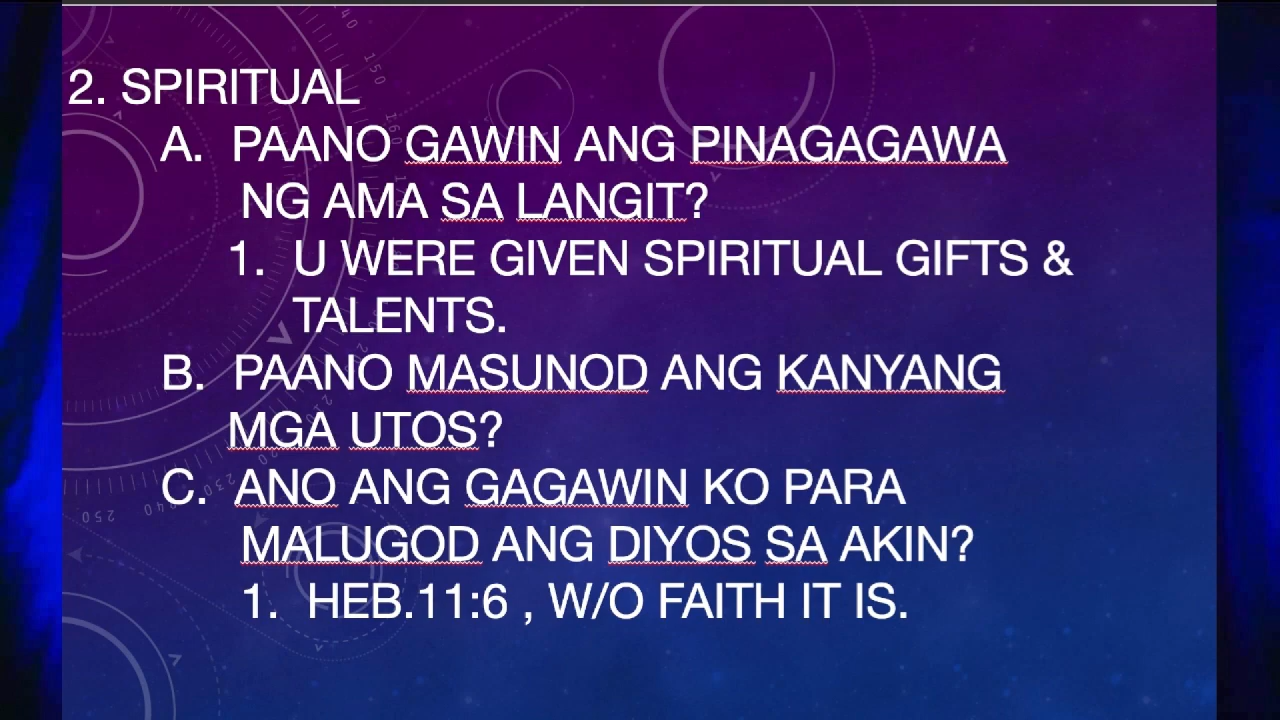 2. SPIRITUAL
A. PAANO GAWIN ANG PINAGAGAWA
NG AMA SA LANGIT?
1. U WERE GIVEN SPIRITUAL GIFTS &
TALENTS.
B. PAANO MASUNOD ANG KANYANG
MGA UTOS?
C. ANO ANG GAGAWIN KO PARA
MALUGOD ANG DIYOS SA AKIN?
1. HEB.11:6 , W/O FAITH IT IS.